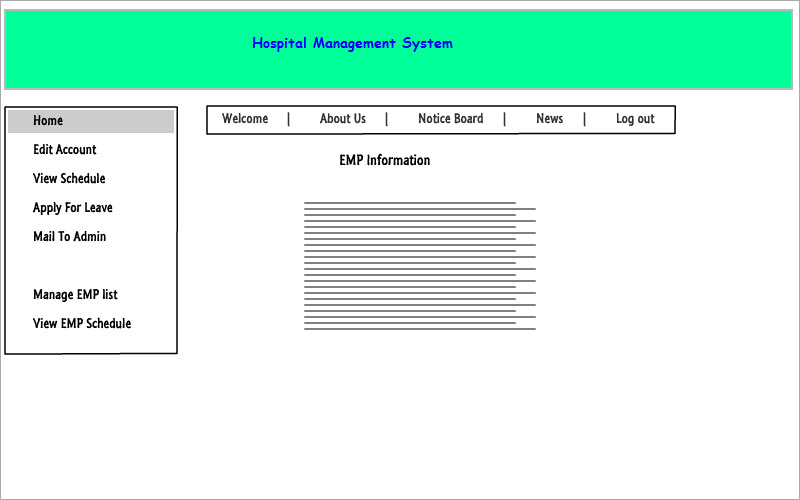 Hospital Management System
Home
Edit Account
View Schedule
Apply For Leave
Mail To Admin
Manage EMP list
View EMP Schedule
Welcome | About Us | Notice Board | News | Log out
EMP Information